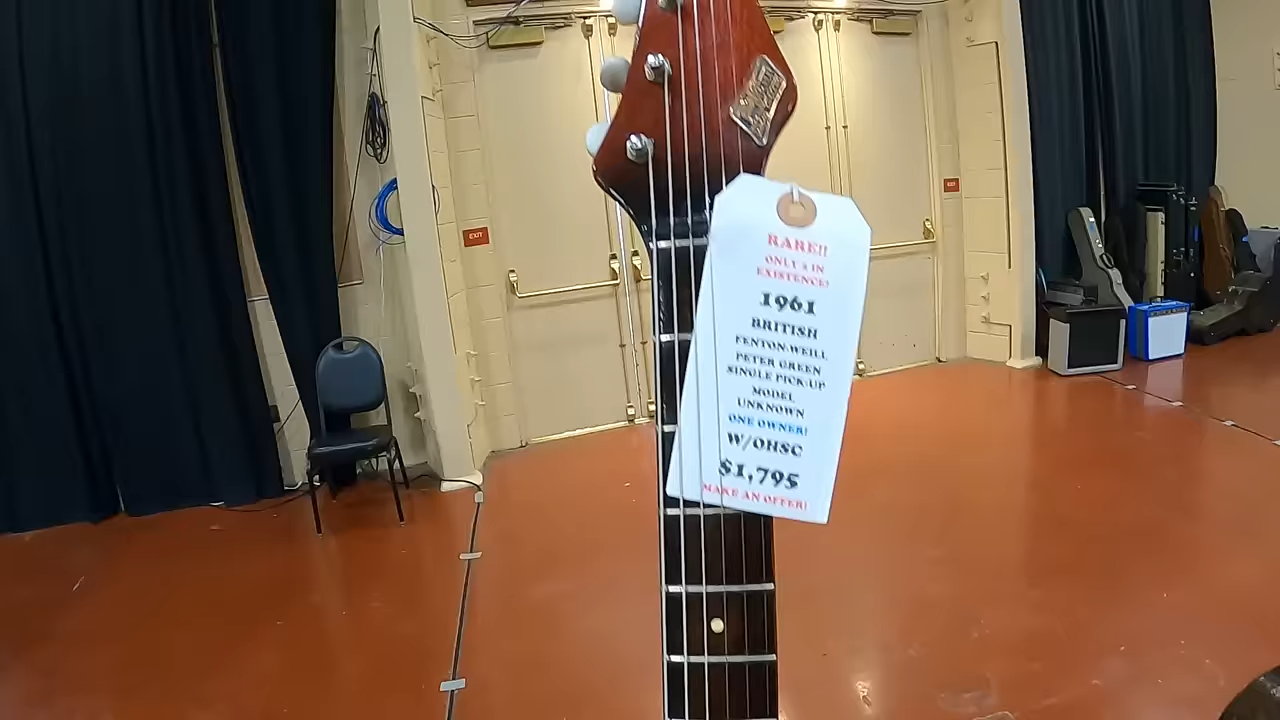 RARE!!
ONLY 2 IN
EXISTENCE!
1961
BRITISH
FENTON-WEILL
PETER GREEN
SINGLE PICK-UP
MODEL
UNKNOWN
ONE OWNER!
W/OHSC
$1,795
MAKE AN OFFER!
EXIT
EXIT